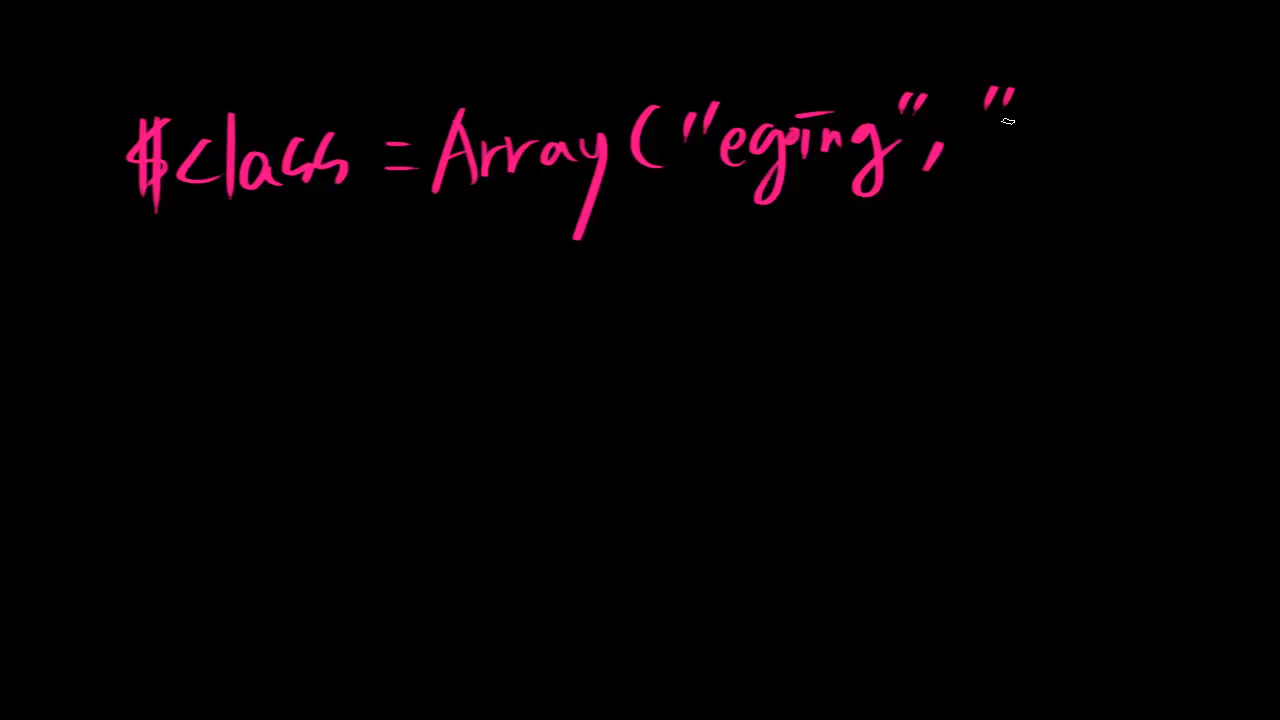 $class = Array ("egoing", "